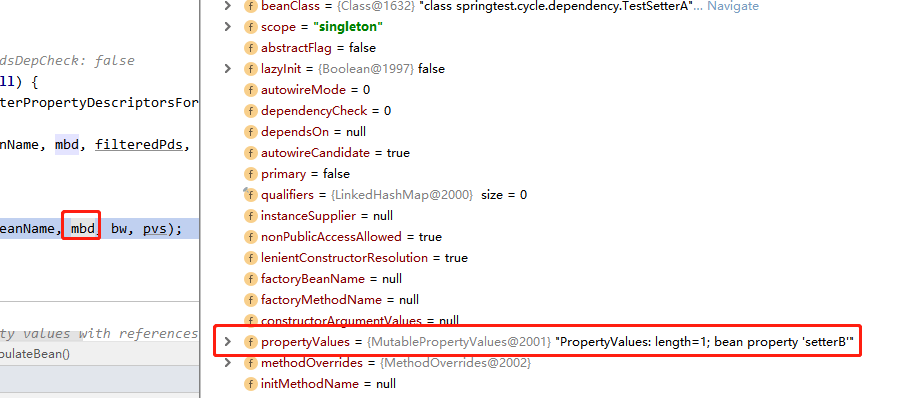 beanClass = {Class@1632} "class springtest.cycle.dependency.TestSetterA"... Navigate
scope = "singleton"
abstractFlag = false
lazyInit = {Boolean@1997} false
autowireMode = 0
dependencyCheck = 0
dependsOn = null
autowireCandidate = true
primary = false
qualifiers = {LinkedHashMap@2000} size = 0
instanceSupplier = null
nonPublicAccessAllowed = true
lenientConstructorResolution = true
factoryBeanName = null
factoryMethodName = null
constructorArgumentValues = null
propertyValues = {MutablePropertyValues@2001} "PropertyValues: length=1; bean property 'setterB'"
methodOverrides = {MethodOverrides@2002}
initMethodName = null
dsDepCheck: false
ll) {
terPropertyDescriptorsFor
nName, mbd, filteredPds,
eanName, mbd, bw, pvs);
ty values with references
pulateBean()